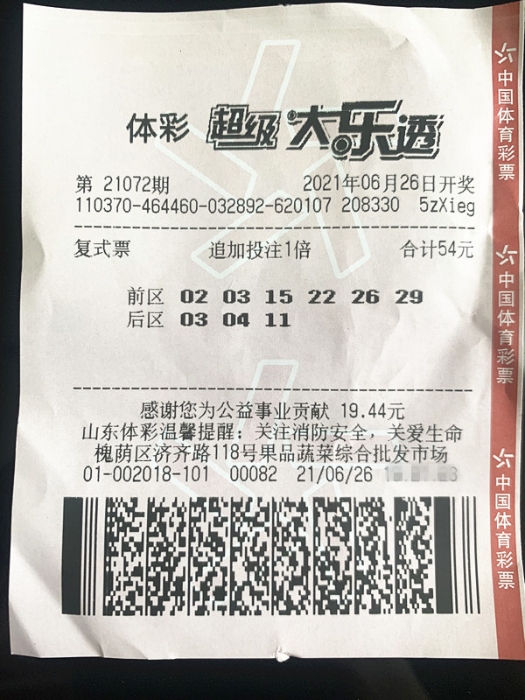 体彩 超级大乐透
第 21072期 2021年06月26日开奖
110370-464460-032892-620107 208330 5zXieg
复式票 追加投注1倍 合计54元
前区 02 03 15 22 26 29
后区 03 04 11
感谢您为公益事业贡献 19.44元
山东体彩温馨提醒：关注消防安全，关爱生命
槐荫区济齐路118号果品蔬菜综合批发市场
01-002018-101 00082 21/06/26
中国体育彩票
中国体育彩票
中国体育彩票